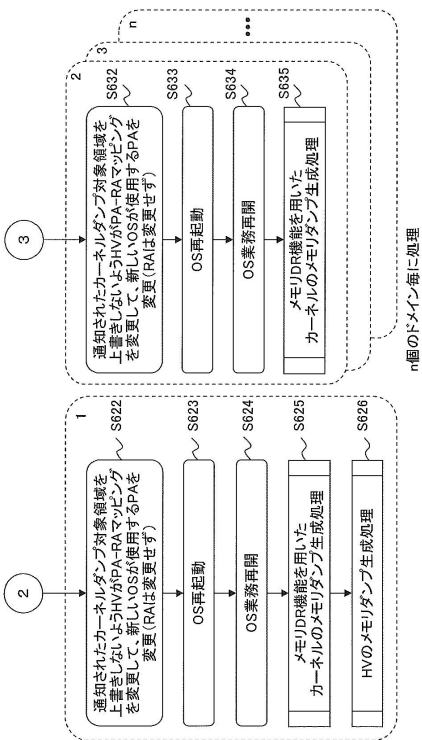 2
1
通知されたカーネルダンプ対象領域を
上書きしないようHVがPA-RAマッピング
を変更して、新しいOSが使用するPAを
変更(RAは変更せず)
S622
OS再起動
S623
OS業務再開
S624
メモリDR機能を用いた
カーネルのメモリダンプ生成処理
S625
HVのメモリダンプ生成処理
S626
3
2
3
n
…
通知されたカーネルダンプ対象領域を
上書きしないようHVがPA-RAマッピング
を変更して、新しいOSが使用するPAを
変更(RAは変更せず)
S632
OS再起動
S633
OS業務再開
S634
メモリDR機能を用いた
カーネルのメモリダンプ生成処理
S635
n個のドメイン毎に処理